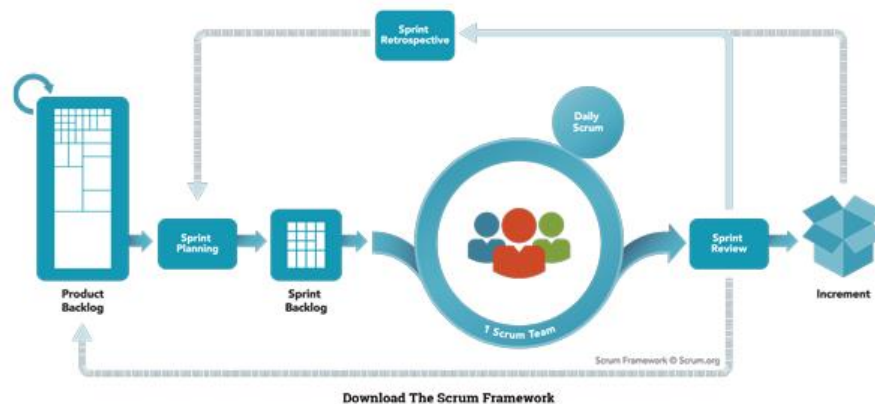 Sprint
Retrospective
Daily
Scrum
Sprint
Planning
Sprint
Review
Product
Backlog
Sprint
Backlog
1 Scrum Team
Increment
Scrum Framework © Scrum.org
Download The Scrum Framework